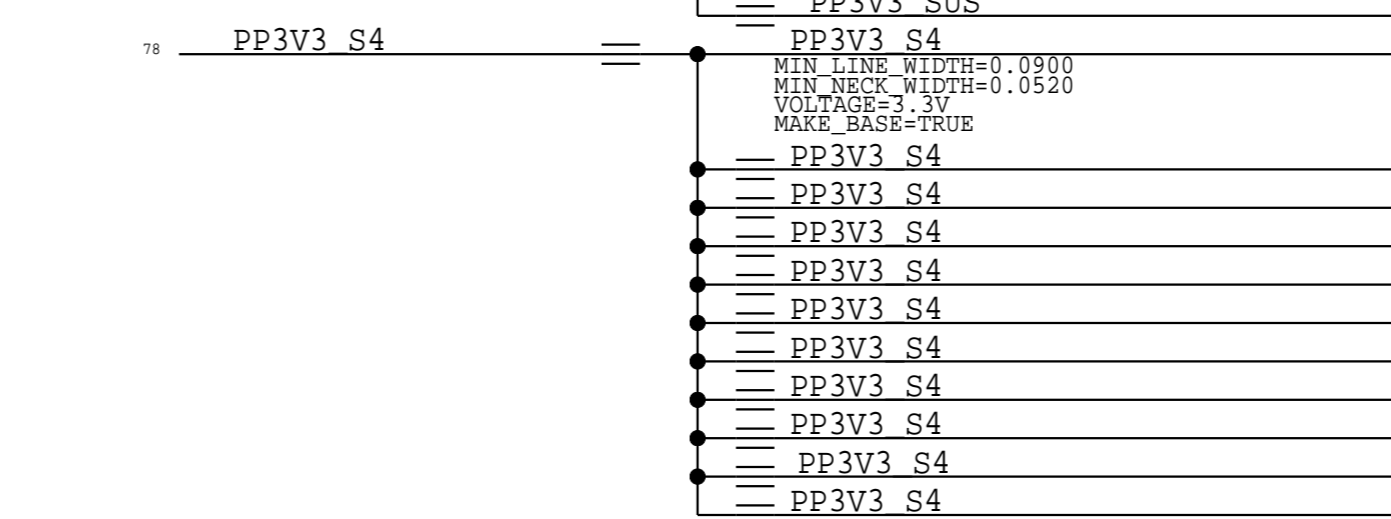 PP3V3_SUS
78 PP3V3_S4 PP3V3_S4
MIN_LINE_WIDTH=0.0900
MIN_NECK_WIDTH=0.0520
VOLTAGE=3.3V
MAKE_BASE=TRUE
PP3V3_S4
PP3V3_S4
PP3V3_S4
PP3V3_S4
PP3V3_S4
PP3V3_S4
PP3V3_S4
PP3V3_S4
PP3V3_S4
PP3V3_S4